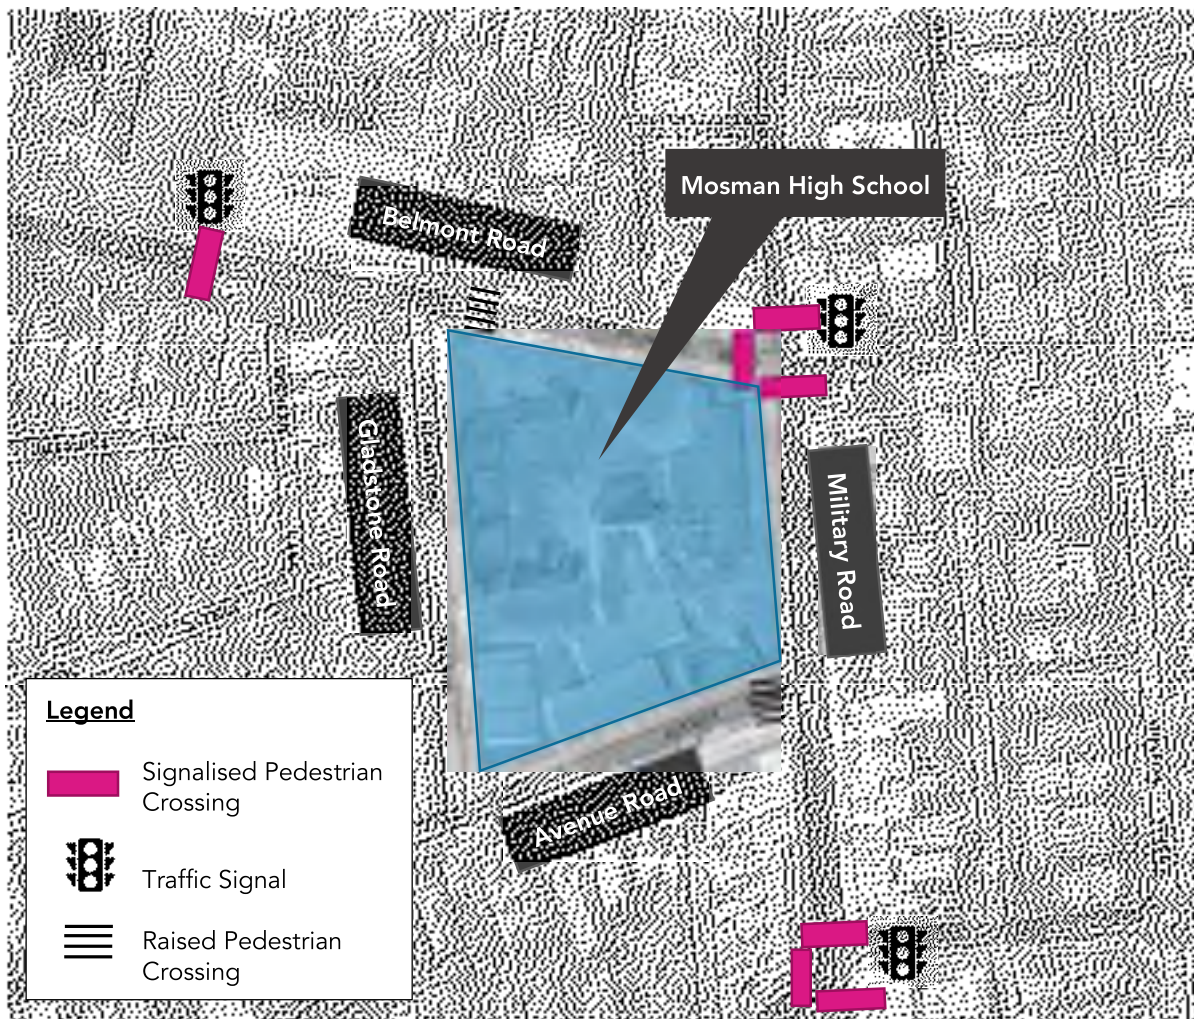 Mosman High School
Belmont Road
Gladstone Road
Military Road
Avenue Road
Legend
Signalised Pedestrian
Crossing
Traffic Signal
Raised Pedestrian
Crossing